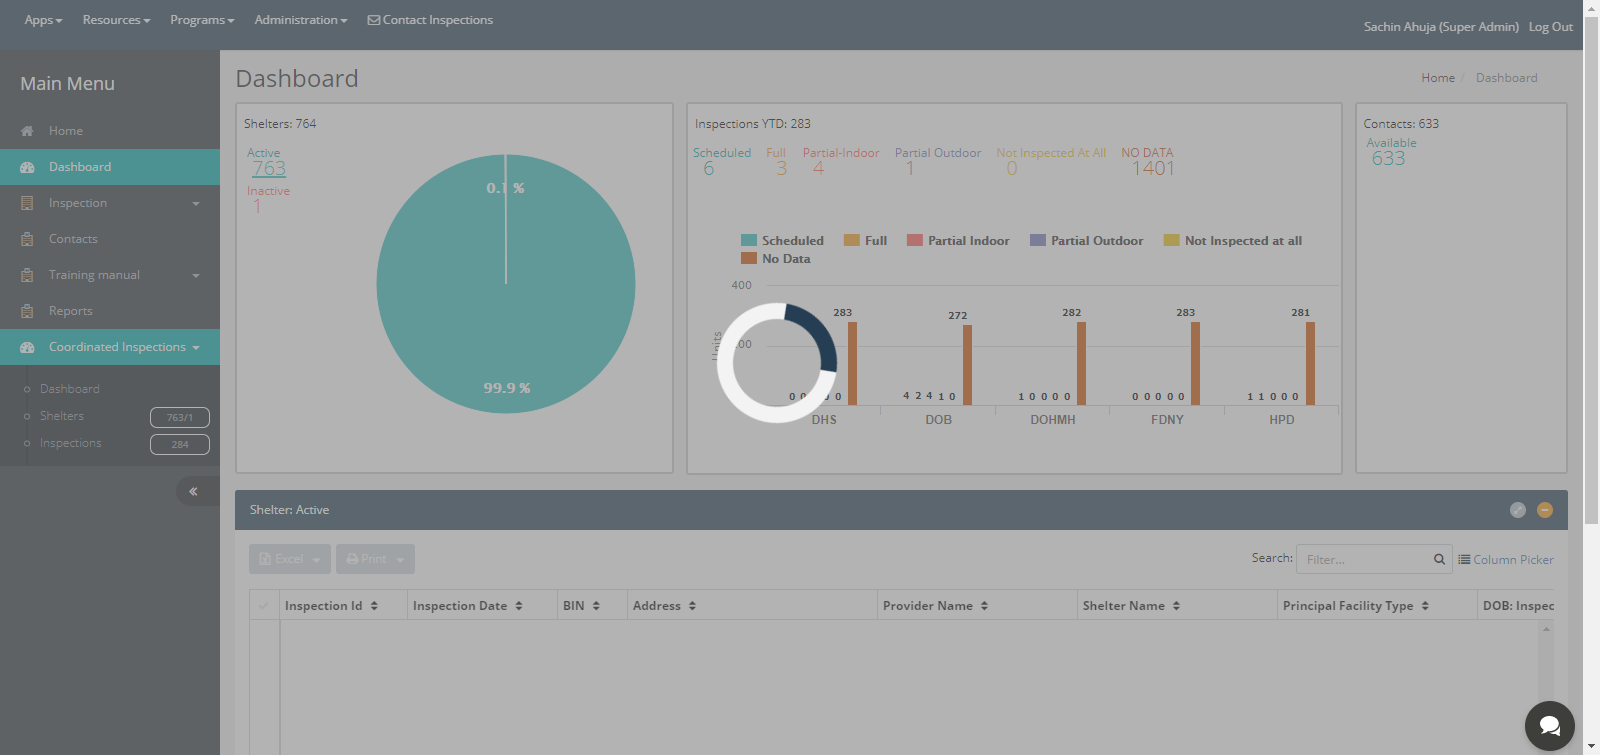 Apps Resources Programs Administration Contact Inspections
Sachin Ahuja (Super Admin) Log Out
Main Menu
Home
Dashboard
Inspection
Contacts
Training manual
Reports
Coordinated Inspections
Dashboard
Shelters 763/1
Inspections 284
Dashboard
Home / Dashboard
Shelters: 764
Active
763
Inactive
1
0.1 %
99.9 %
Inspections YTD: 283
Scheduled Full Partial-Indoor Partial Outdoor Not Inspected At All NO DATA
6 3 4 1 0 1401
Scheduled Full Partial Indoor Partial Outdoor Not Inspected at all
No Data
400
Units
283 272 282 283 281
0 0 0 4 2 4 1 0 1 0 0 0 0 0 0 0 0 0 1 1 0 0 0
DHS DOB DOHMH FDNY HPD
Contacts: 633
Available
633
Shelter: Active
Excel Print
Search: Filter... Column Picker
Inspection Id Inspection Date BIN Address Provider Name Shelter Name Principal Facility Type DOB: Inspec